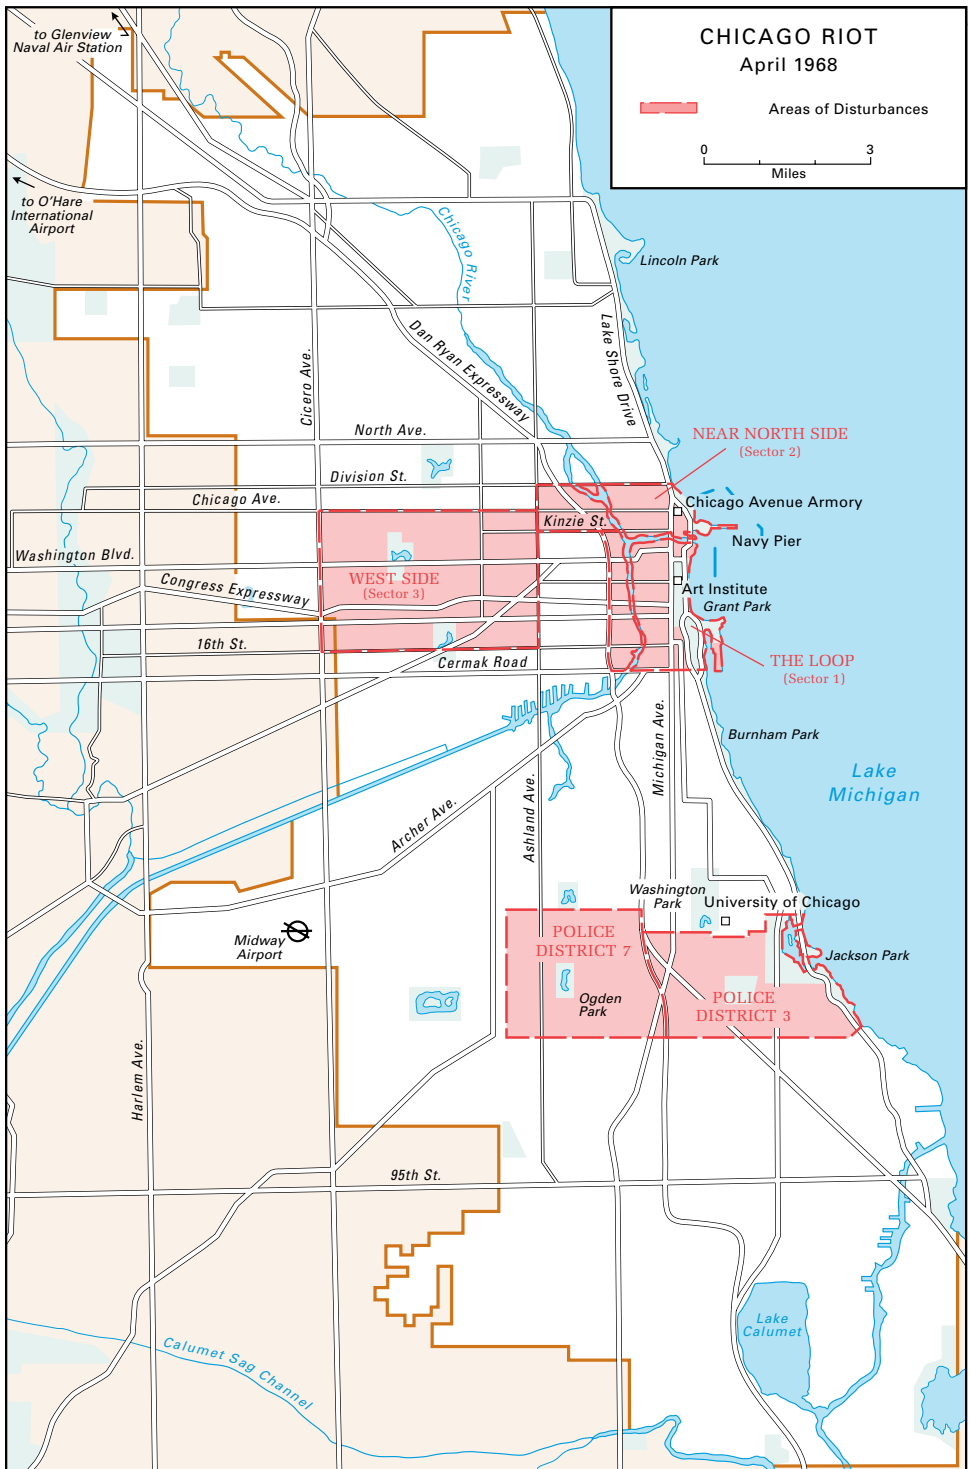 CHICAGO RIOT
April 1968
Areas of Disturbances
0
3
Miles
to Glenview
Naval Air Station
to O'Hare
International
Airport
Chicago River
Lincoln Park
Dan Ryan Expressway
Lake Shore Drive
Cicero Ave.
North Ave.
NEAR NORTH SIDE
(Sector 2)
Division St.
Chicago Ave.
Chicago Avenue Armory
Kinzie St.
Navy Pier
Washington Blvd.
WEST SIDE
(Sector 3)
Congress Expressway
Art Institute
Grant Park
16th St.
Cermak Road
THE LOOP
(Sector 1)
Michigan Ave.
Burnham Park
Lake
Michigan
Archer Ave.
Ashland Ave.
Washington
Park
University of Chicago
POLICE
DISTRICT 7
Midway
Airport
Jackson Park
Ogden
Park
POLICE
DISTRICT 3
Harlem Ave.
95th St.
Lake
Calumet
Calumet Sag Channel